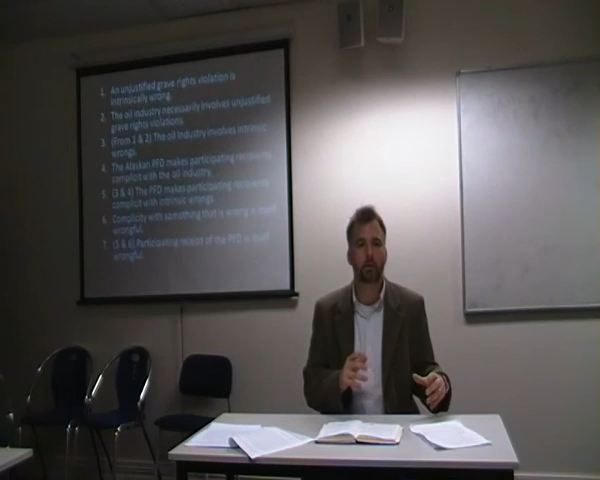 1. An unjustified grave rights violation is
intrinsically wrong.
2. The oil industry necessarily involves unjustified
grave rights violations.
3. (From 1 & 2) The oil industry involves intrinsic
wrongs.
4. The Alaskan PFD makes participating recipients
complicit with the oil industry.
5. (3 & 4) The PFD makes participating recipients
complicit with intrinsic wrongs.
6. Complicity with something that is wrong is itself
wrongful.
7. (5 & 6) Participating receipt of the PFD is itself
wrongful.